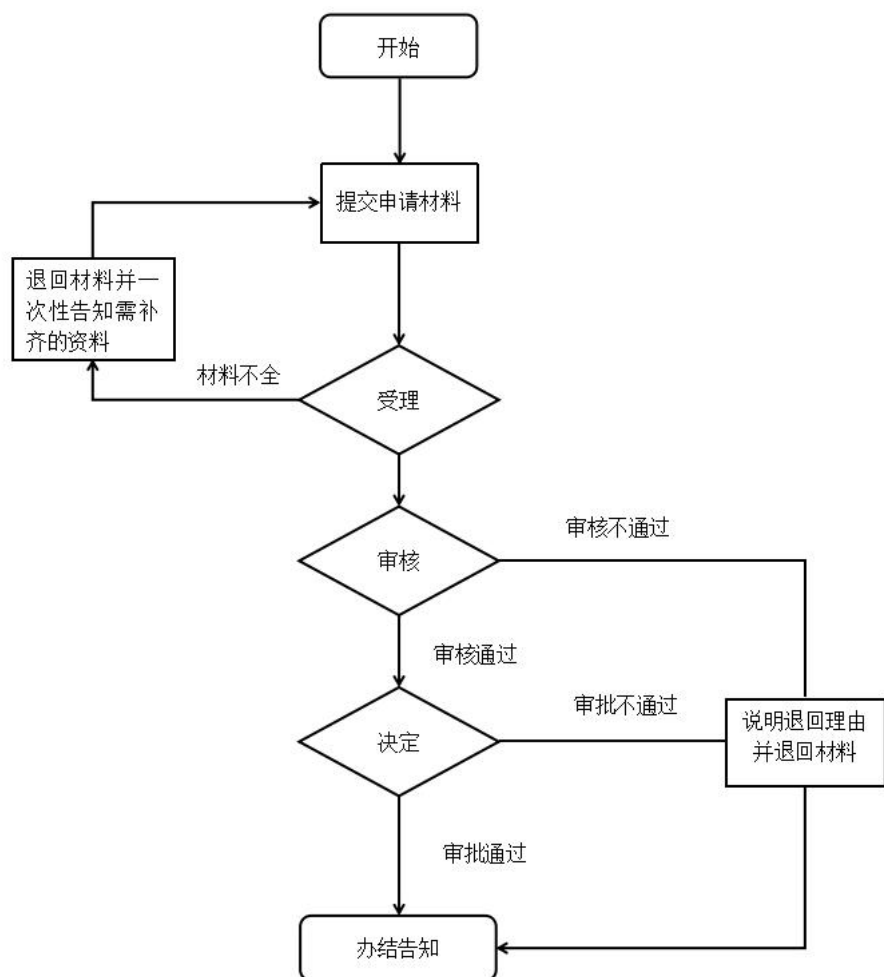 开始
提交申请材料
退回材料并一
次性告知需补
齐的资料
材料不全
受理
审核不通过
审核
审核通过
审批不通过
说明退回理由
并退回材料
决定
审批通过
办结告知